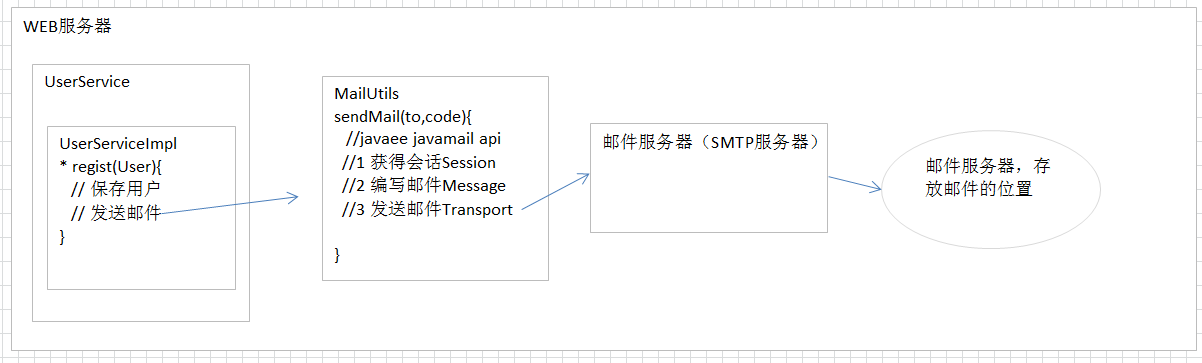 WEB服务器
UserService
UserServiceImpl
* regist(User){
// 保存用户
// 发送邮件
}
MailUtils
sendMail(to,code){
//javaee javamail api
//1 获得会话Session
//2 编写邮件Message
//3 发送邮件Transport
}
邮件服务器（SMTP服务器）
邮件服务器，存
放邮件的位置